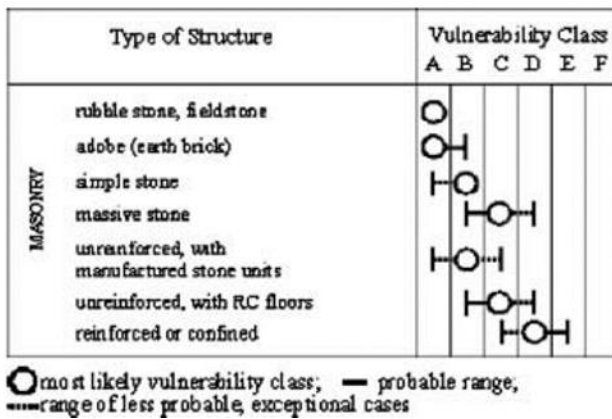 Type of Structure
Vulnerability Class
A B C D E F
MASONRY
rubble stone, fieldstone
adobe (earth brick)
simple stone
massive stone
unreinforced, with
manufactured stone units
unreinforced, with RC floors
reinforced or confined
most likely vulnerability class; probable range;
range of less probable, exceptional cases